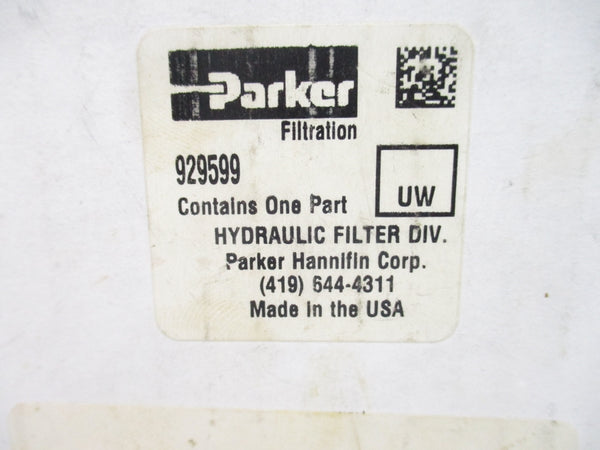 Parker
Filtration
929599
Contains One Part
UW
HYDRAULIC FILTER DIV.
Parker Hannifin Corp.
(419) 644-4311
Made in the USA